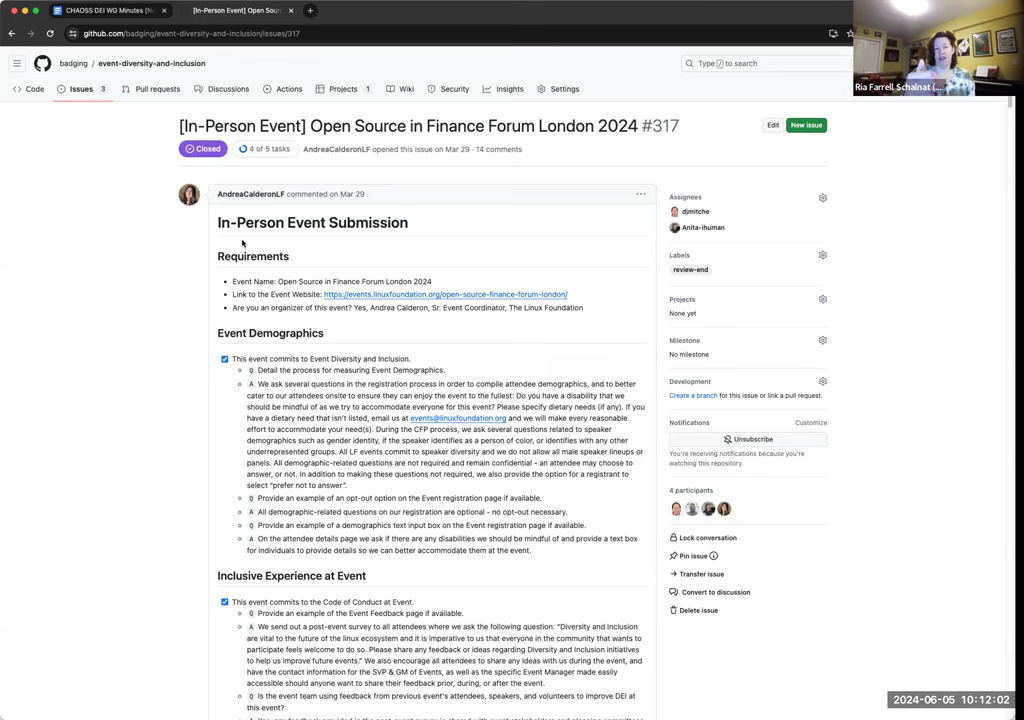 CHAOSS DEI WG Minutes (N
[In-Person Event] Open Sour
github.com/badging/event-diversity-and-inclusion/issues/317
Ria Farrell Schalnat (...
badging / event-diversity-and-inclusion
Type / to search
Code
Issues 3
Pull requests
Discussions
Actions
Projects 1
Wiki
Security
Insights
Settings
[In-Person Event] Open Source in Finance Forum London 2024 #317
Edit
New issue
Closed
4 of 5 tasks
AndreaCalderonLF opened this issue on Mar 29 · 14 comments
AndreaCalderonLF commented on Mar 29
In-Person Event Submission
Requirements
Event Name: Open Source in Finance Forum London 2024
Link to the Event Website: https://events.linuxfoundation.org/open-source-finance-forum-london/
Are you an organizer of this event? Yes, Andrea Calderon, Sr. Event Coordinator, The Linux Foundation
Event Demographics
This event commits to Event Diversity and Inclusion.
Q Detail the process for measuring Event Demographics.
A We ask several questions in the registration process in order to compile attendee demographics, and to better
cater to our attendees onsite to ensure they can enjoy the event to the fullest: Do you have a disability that we
should be mindful of as we try to accommodate everyone for this event? Please specify dietary needs (if any). If you
have a dietary need that isn't listed, email us at events@linuxfoundation.org and we will make every reasonable
effort to accommodate your need(s). During the CFP process, we ask several questions related to speaker
demographics such as gender identity, if the speaker identifies as a person of color, or identifies with any other
underrepresented groups. All LF events commit to speaker diversity and we do not allow all male speaker lineups or
panels. All demographic-related questions are not required and remain confidential - an attendee may choose to
answer, or not. In addition to making these questions not required, we also provide the option for a registrant to
select "prefer not to answer".
Q Provide an example of an opt-out option on the Event registration page if available.
A All demographic-related questions on our registration are optional - no opt-out necessary.
Q Provide an example of a demographics text input box on the Event registration page if available.
A On the attendee details page we ask if there are any disabilities we should be mindful of and provide a text box
for individuals to provide details so we can better accommodate them at the event.
Inclusive Experience at Event
This event commits to the Code of Conduct at Event.
Q Provide an example of the Event Feedback page if available.
A We send out a post-event survey to all attendees where we ask the following question: "Diversity and Inclusion
are vital to the future of the linux ecosystem and it is imperative to us that everyone in the community that wants to
participate feels welcome to do so. Please share any feedback or ideas regarding Diversity and Inclusion initiatives
to help us improve future events." We also encourage all attendees to share any ideas with us during the event, and
have the contact information for the SVP & GM of Events, as well as the specific Event Manager made easily
accessible should anyone want to share their feedback prior, during, or after the event.
Q Is the event team using feedback from previous event's attendees, speakers, and volunteers to improve DEI at
this event?
Assignees
djmitche
Anita-ihuman
Labels
review-end
Projects
None yet
Milestone
No milestone
Development
Create a branch for this issue or link a pull request.
Notifications
Customize
Unsubscribe
You're receiving notifications because you're
watching this repository.
4 participants
Lock conversation
Pin issue
Transfer issue
Convert to discussion
Delete issue
2024-06-05 10:12:02